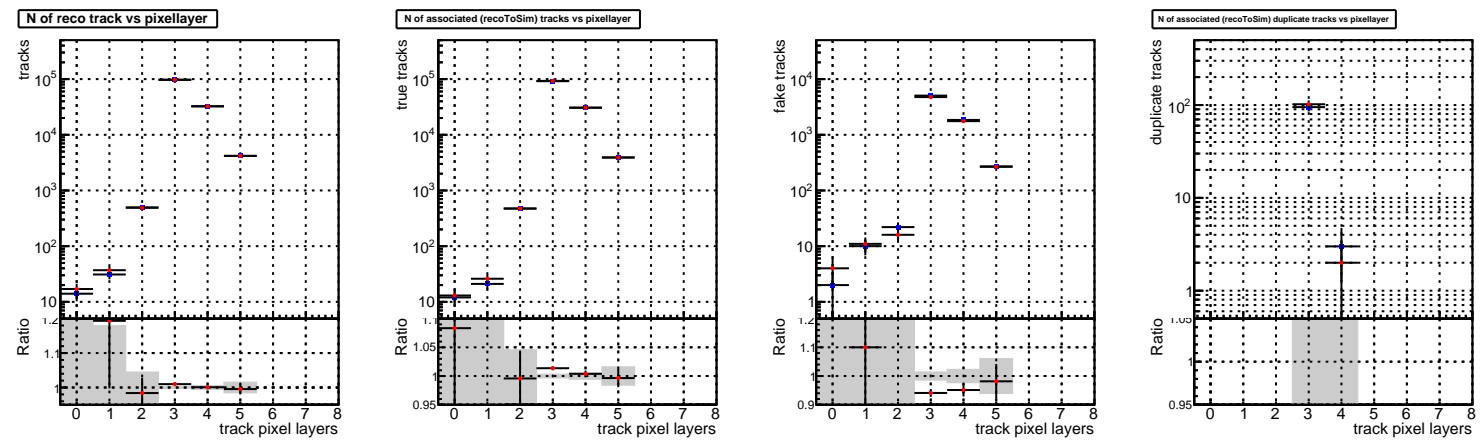 N of reco track vs pixellayer
tracks
10^5
10^4
10^3
10^2
10
Ratio
1.2
1.1
1
0 1 2 3 4 5 6 7 8
track pixel layers
N of associated (recoToSim) tracks vs pixellayer
true tracks
10^5
10^4
10^3
10^2
10
Ratio
1.1
1.05
1
0.95
0 1 2 3 4 5 6 7 8
track pixel layers
fake tracks
10^4
10^3
10^2
10
1
Ratio
1.2
1.1
1
0.9
0 1 2 3 4 5 6 7 8
track pixel layers
N of associated (recoToSim) duplicate tracks vs pixellayer
duplicate tracks
10^2
10
1
Ratio
1.05
1
0.95
0 1 2 3 4 5 6 7 8
track pixel layers